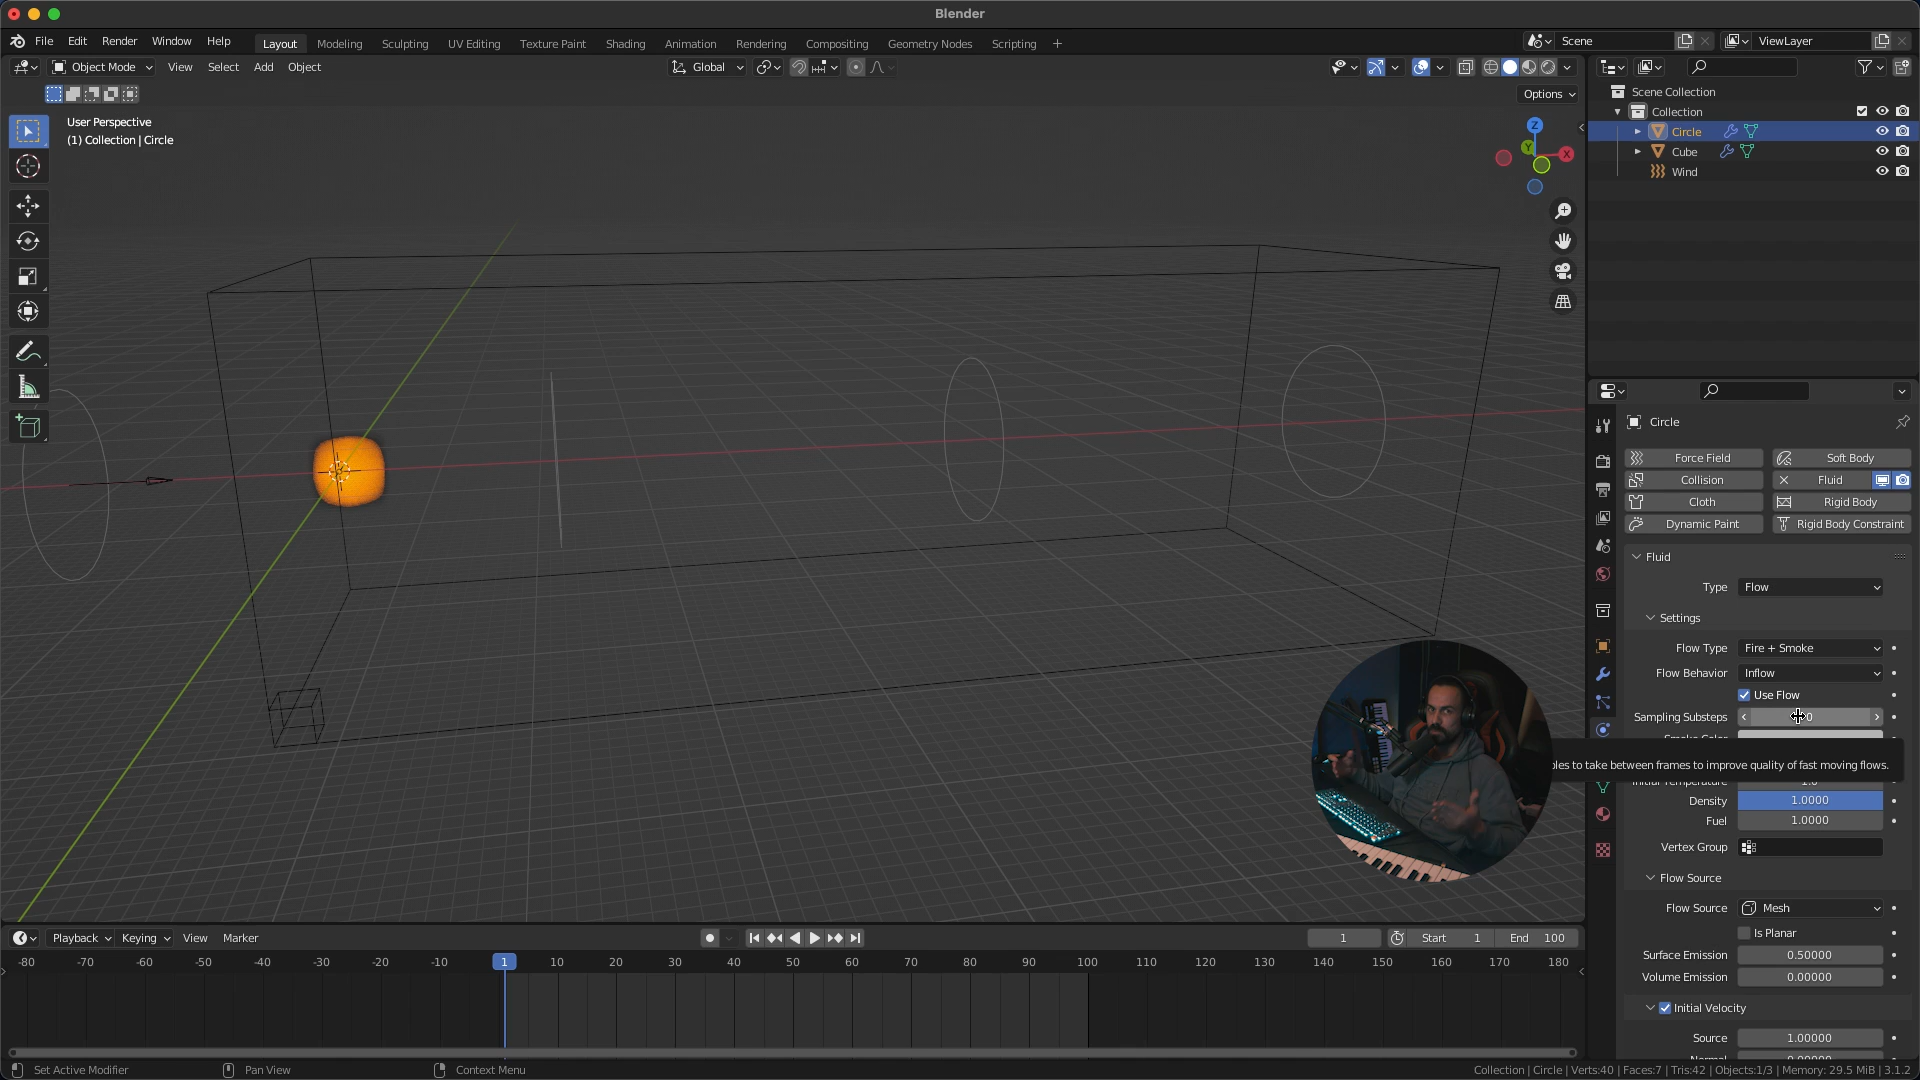 Blender
File Edit Render Window Help
Layout Modeling Sculpting UV Editing Texture Paint Shading Animation Rendering Compositing Geometry Nodes Scripting +
Scene
ViewLayer
Object Mode View Select Add Object
Global
Options
User Perspective
(1) Collection | Circle
Z
Y
X
Scene Collection
Collection
Circle
Cube
Wind
Circle
Force Field
Soft Body
Collision
Fluid
Cloth
Rigid Body
Dynamic Paint
Rigid Body Constraint
Fluid
Type Flow
Settings
Flow Type Fire + Smoke
Flow Behavior Inflow
Use Flow
Sampling Substeps 0
to take between frames to improve quality of fast moving flows.
Density 1.0000
Fuel 1.0000
Vertex Group
Flow Source
Flow Source Mesh
Is Planar
Surface Emission 0.50000
Volume Emission 0.00000
Initial Velocity
Source 1.00000
Playback Keying View Marker
1
Start 1
End 100
-80 -70 -60 -50 -40 -30 -20 -10 1 10 20 30 40 50 60 70 80 90 100 110 120 130 140 150 160 170 180
Set Active Modifier
Pan View
Context Menu
Collection | Circle | Verts:40 | Faces:7 | Tris:42 | Objects:1/3 | Memory: 29.5 MiB | 3.1.2